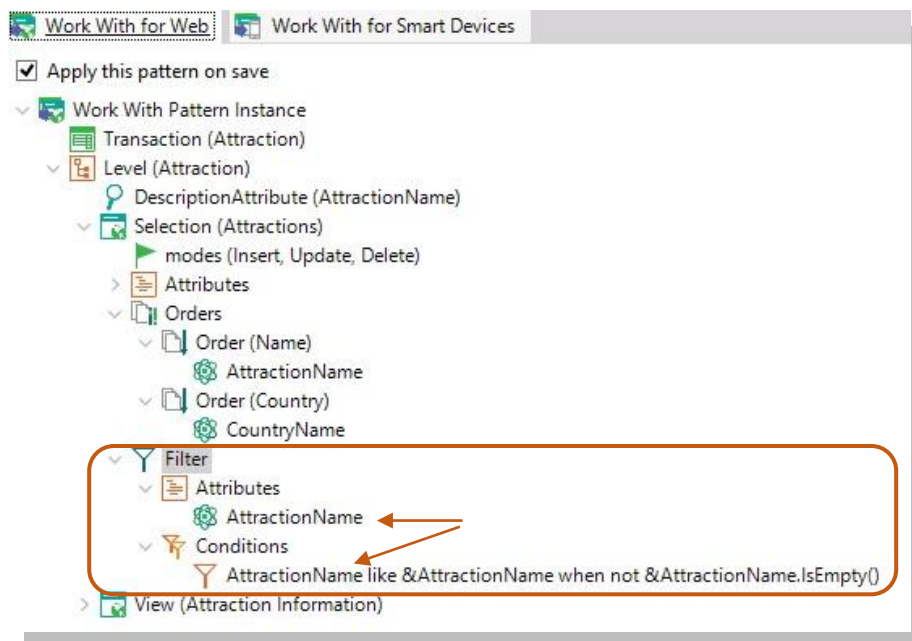 Work With for Web Work With for Smart Devices
Apply this pattern on save
Work With Pattern Instance
Transaction (Attraction)
Level (Attraction)
DescriptionAttribute (AttractionName)
Selection (Attractions)
modes (Insert, Update, Delete)
Attributes
Orders
Order (Name)
AttractionName
Order (Country)
CountryName
Filter
Attributes
AttractionName
Conditions
AttractionName like &AttractionName when not &AttractionName.IsEmpty()
View (Attraction Information)